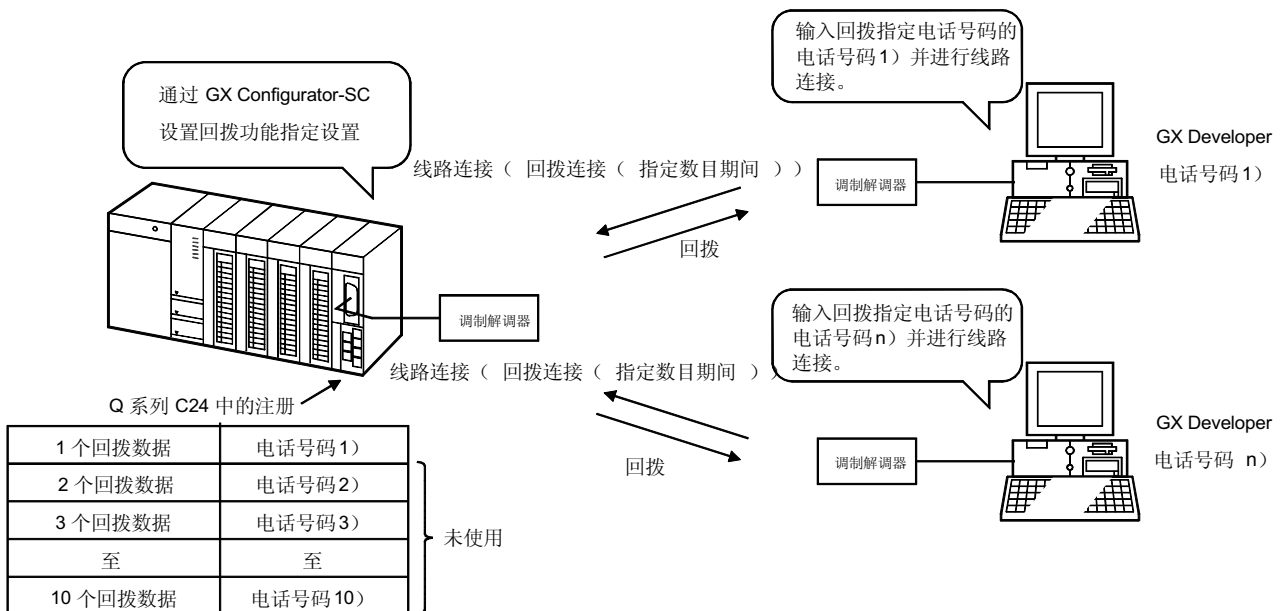 通过 GX Configurator-SC
设置回拨功能指定设置
输入回拨指定电话号码的
电话号码1）并进行线路
连接。
GX Developer
电话号码1）
线路连接（ 回拨连接（ 指定数目期间 ））
调制解调器
回拨
调制解调器
输入回拨指定电话号码的
电话号码n）并进行线路
连接。
线路连接（ 回拨连接（ 指定数目期间 ））
GX Developer
电话号码 n）
调制解调器
回拨
Q 系列 C24 中的注册
1 个回拨数据 电话号码1）
2 个回拨数据 电话号码2）
3 个回拨数据 电话号码3）
至 至
10 个回拨数据 电话号码10）
未使用